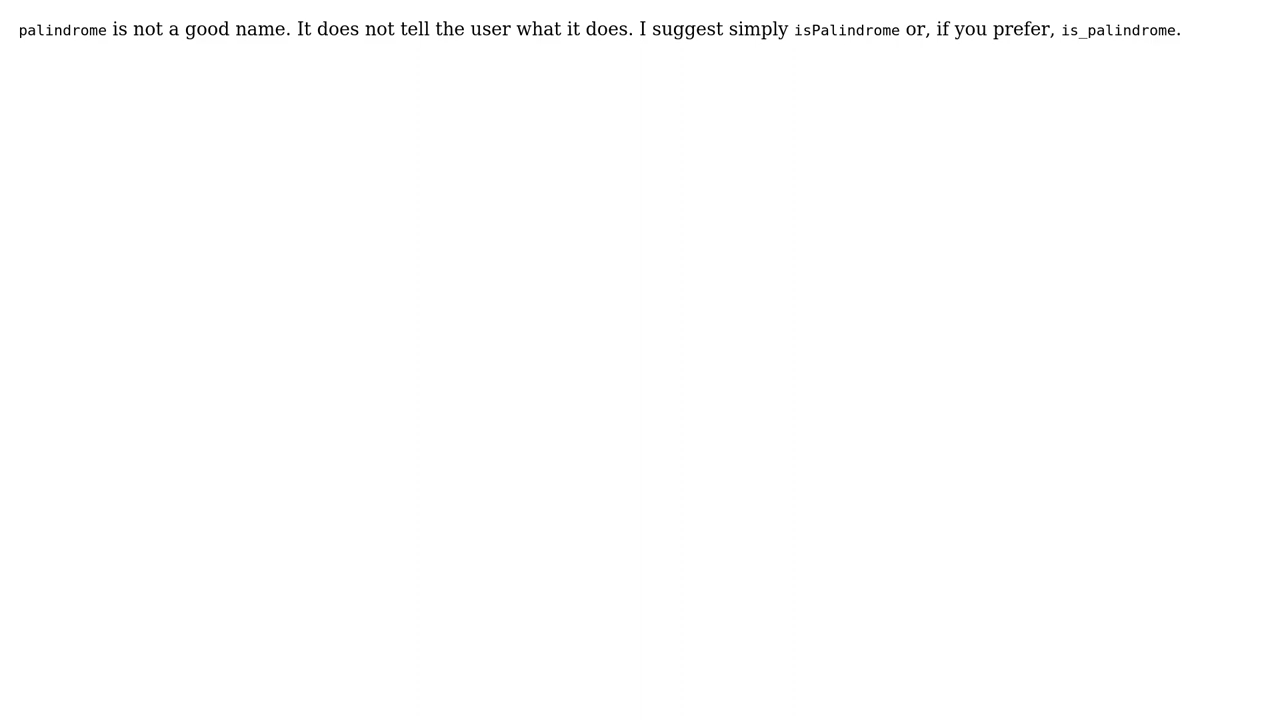 palindrome is not a good name. It does not tell the user what it does. I suggest simply isPalindrome or, if you prefer, is_palindrome.